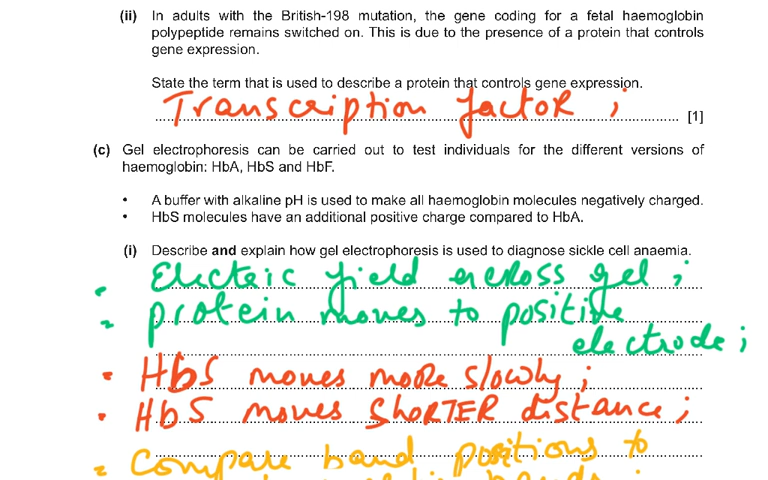 (ii) In adults with the British-198 mutation, the gene coding for a fetal haemoglobin
polypeptide remains switched on. This is due to the presence of a protein that controls
gene expression.
State the term that is used to describe a protein that controls gene expression.
Transcription factor ;
[1]
(c) Gel electrophoresis can be carried out to test individuals for the different versions of
haemoglobin: HbA, HbS and HbF.
• A buffer with alkaline pH is used to make all haemoglobin molecules negatively charged.
• HbS molecules have an additional positive charge compared to HbA.
(i) Describe and explain how gel electrophoresis is used to diagnose sickle cell anaemia.
Electric field across gel ;
protein moves to positive
electrode ;
HbS moves more slowly ;
HbS moves SHORTER distance ;
Compare band positions to